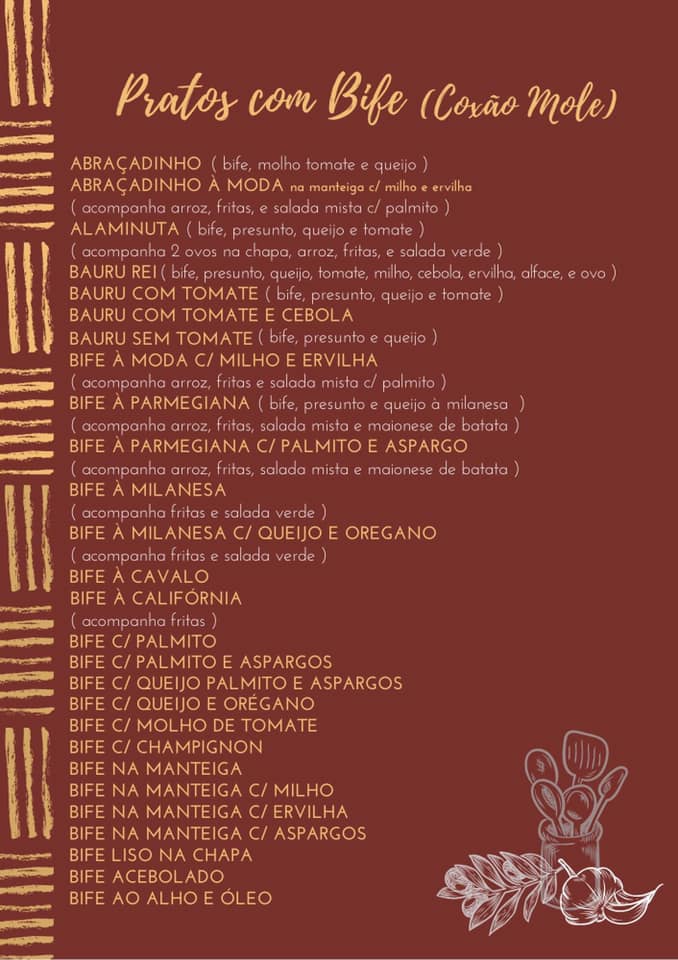 Pratos com Bife (Coxão Mole)
ABRAÇADINHO ( bife, molho tomate e queijo )
ABRAÇADINHO À MODA na manteiga c/ milho e ervilha
( acompanha arroz, fritas, e salada mista c/ palmito )
ALAMINUTA ( bife, presunto, queijo e tomate )
( acompanha 2 ovos na chapa, arroz, fritas, e salada verde )
BAURU REI ( bife, presunto, queijo, tomate, milho, cebola, ervilha, alface, e ovo )
BAURU COM TOMATE ( bife, presunto, queijo e tomate )
BAURU COM TOMATE E CEBOLA
BAURU SEM TOMATE ( bife, presunto e queijo )
BIFE À MODA C/ MILHO E ERVILHA
( acompanha arroz, fritas e salada mista c/ palmito )
BIFE À PARMEGIANA ( bife, presunto e queijo à milanesa )
( acompanha arroz, fritas, salada mista e maionese de batata )
BIFE À PARMEGIANA C/ PALMITO E ASPARGO
( acompanha arroz, fritas, salada mista e maionese de batata )
BIFE À MILANESA
( acompanha fritas e salada verde )
BIFE À MILANESA C/ QUEIJO E OREGANO
( acompanha fritas e salada verde )
BIFE À CAVALO
BIFE À CALIFÓRNIA
( acompanha fritas )
BIFE C/ PALMITO
BIFE C/ PALMITO E ASPARGOS
BIFE C/ QUEIJO PALMITO E ASPARGOS
BIFE C/ QUEIJO E ORÉGANO
BIFE C/ MOLHO DE TOMATE
BIFE C/ CHAMPIGNON
BIFE NA MANTEIGA
BIFE NA MANTEIGA C/ MILHO
BIFE NA MANTEIGA C/ ERVILHA
BIFE NA MANTEIGA C/ ASPARGOS
BIFE LISO NA CHAPA
BIFE ACEBOLADO
BIFE AO ALHO E ÓLEO